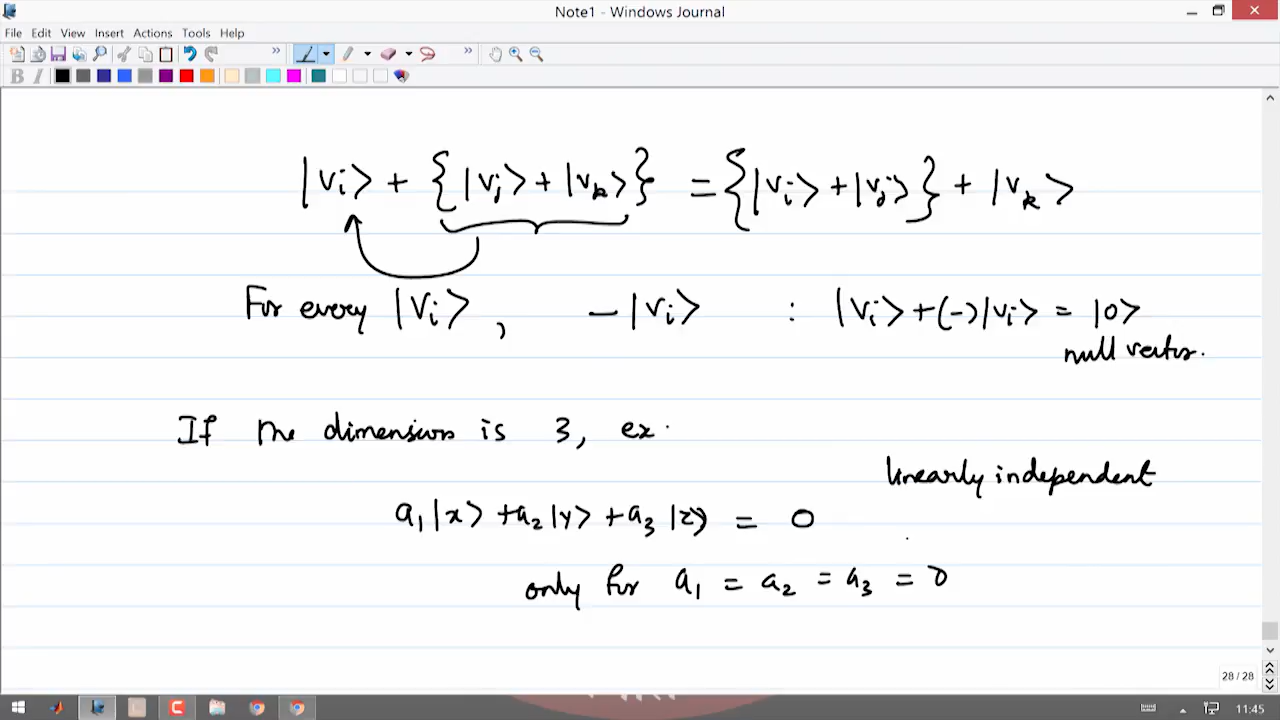 Note1 - Windows Journal
File Edit View Insert Actions Tools Help
B I
|vi> + {|vj> + |vk>} = {|vi> + |vj>} + |vk>
For every |Vi> , - |vi> : |vi> + (-)|vi> = |0>
null vector.
If the dimension is 3, ex.
linearly independent
a1|x> + a2|y> + a3|z> = 0
only for a1 = a2 = a3 = 0
28 / 28
11:45